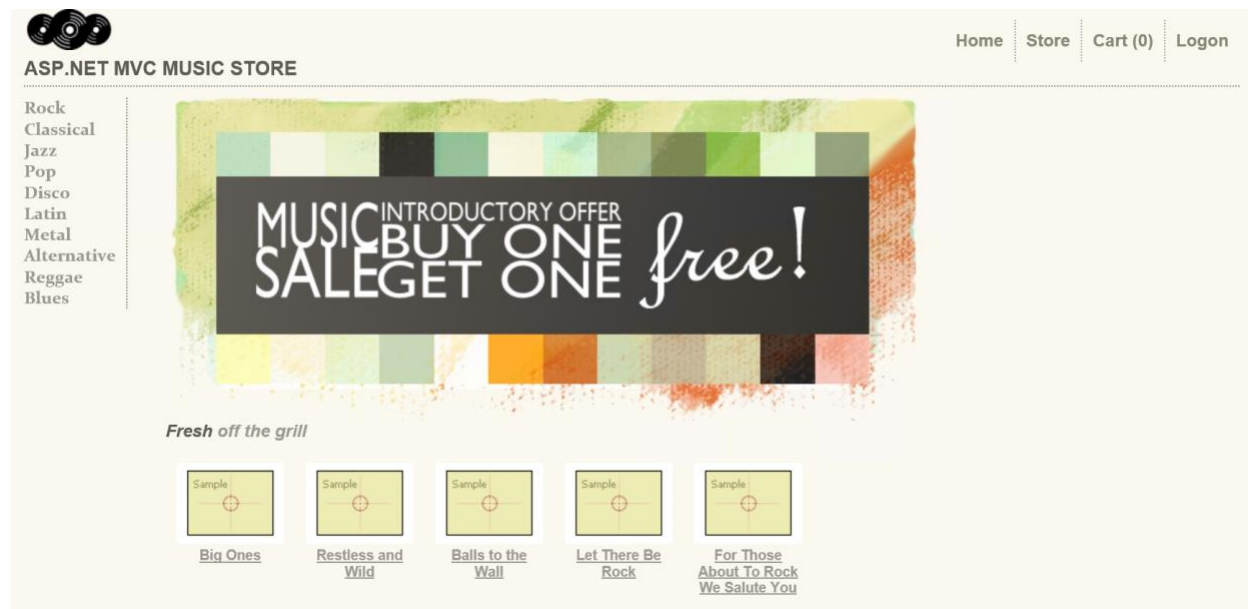 Home Store Cart (0) Logon
ASP.NET MVC MUSIC STORE
Rock
Classical
Jazz
Pop
Disco
Latin
Metal
Alternative
Reggae
Blues
MUSIC SALE
INTRODUCTORY OFFER
BUY ONE
GET ONE
free!
Fresh off the grill
Sample
Big Ones
Sample
Restless and
Wild
Sample
Balls to the
Wall
Sample
Let There Be
Rock
Sample
For Those
About To Rock
We Salute You